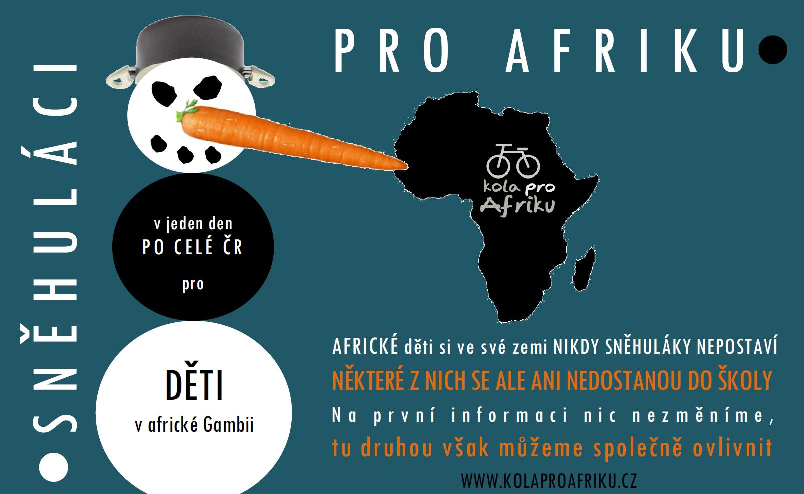 SNĚHULÁCI
PRO AFRIKU
kola pro
Afriku
v jeden den
PO CELÉ ČR
pro
DĚTI
v africké Gambii
AFRICKÉ děti si ve své zemi NIKDY SNĚHULÁKY NEPOSTAVÍ
NĚKTERÉ Z NICH SE ALE ANI NEDOSTANOU DO ŠKOLY
Na první informaci nic nezměníme,
tu druhou však můžeme společně ovlivnit
WWW.KOLAPROAFRIKU.CZ